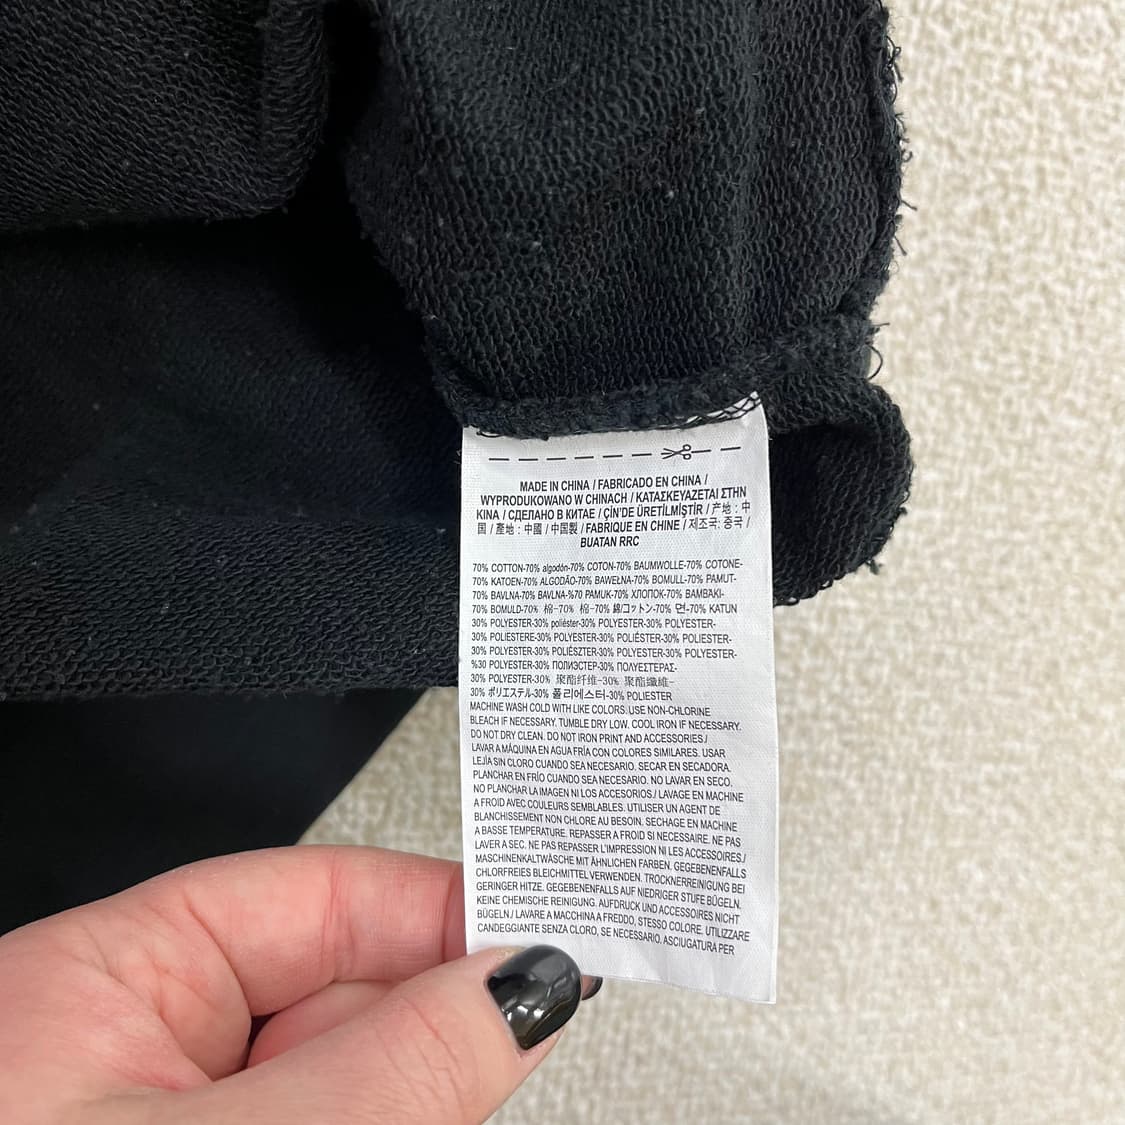 MADE IN CHINA / FABRICADO EN CHINA /
WYPRODUKOWANO W CHINACH / ΚΑΤΑΣΚΕΥΑΖΕΤΑΙ ΣΤΗΝ
ΚΙΝΑ / СДЕЛАНО В КИТАЕ / ÇİN'DE ÜRETİLMİŞTİR / 产地 : 中
国 / 產地 : 中國 / 中国製 / FABRIQUE EN CHINE / 제조국: 중국 /
BUATAN RRC
70% COTTON-70% algodón-70% COTON-70% BAUMWOLLE-70% COTONE-
70% KATOEN-70% ALGODÃO-70% BAWEŁNA-70% BOMULL-70% PAMUT-
70% BAVLNA-70% BAVLNA-%70 PAMUK-70% ХЛОПОК-70% ΒΑΜΒΑΚΙ-
70% BOMULD-70% 棉-70% 棉-70% 綿/コットン-70% 면-70% KATUN
30% POLYESTER-30% poliéster-30% POLYESTER-30% POLYESTER-
30% POLIESTERE-30% POLYESTER-30% POLIÉSTER-30% POLIESTER-
30% POLYESTER-30% POLIÉSZTER-30% POLYESTER-30% POLYESTER-
%30 POLYESTER-30% ПОЛИЭСТЕР-30% ΠΟΛΥΕΣΤΕΡΑΣ-
30% POLYESTER-30% 聚酯纤维-30% 聚酯纖維-
30% ポリエステル-30% 폴리에스터-30% POLIESTER
MACHINE WASH COLD WITH LIKE COLORS. USE NON-CHLORINE
BLEACH IF NECESSARY. TUMBLE DRY LOW. COOL IRON IF NECESSARY.
DO NOT DRY CLEAN. DO NOT IRON PRINT AND ACCESSORIES /
LAVAR A MÁQUINA EN AGUA FRÍA CON COLORES SIMILARES. USAR
LEJÍA SIN CLORO CUANDO SEA NECESARIO. SECAR EN SECADORA.
PLANCHAR EN FRÍO CUANDO SEA NECESARIO. NO LAVAR EN SECO.
NO PLANCHAR LA IMAGEN NI LOS ACCESORIOS./ LAVAGE EN MACHINE
A FROID AVEC COULEURS SEMBLABLES. UTILISER UN AGENT DE
BLANCHISSEMENT NON CHLORE AU BESOIN. SECHAGE EN MACHINE
A BASSE TEMPERATURE. REPASSER A FROID SI NECESSAIRE. NE PAS
LAVER A SEC. NE PAS REPASSER L'IMPRESSION NI LES ACCESSOIRES./
MASCHINENKALTWÄSCHE MIT ÄHNLICHEN FARBEN. GEGEBENENFALLS
CHLORFREIES BLEICHMITTEL VERWENDEN. TROCKNERREINIGUNG BEI
GERINGER HITZE. GEGEBENENFALLS AUF NIEDRIGER STUFE BÜGELN.
KEINE CHEMISCHE REINIGUNG. AUFDRUCK UND ACCESSOIRES NICHT
BÜGELN / LAVARE A MACCHINA A FREDDO, STESSO COLORE. UTILIZZARE
CANDEGGIANTE SENZA CLORO, SE NECESSARIO. ASCIUGATURA PER